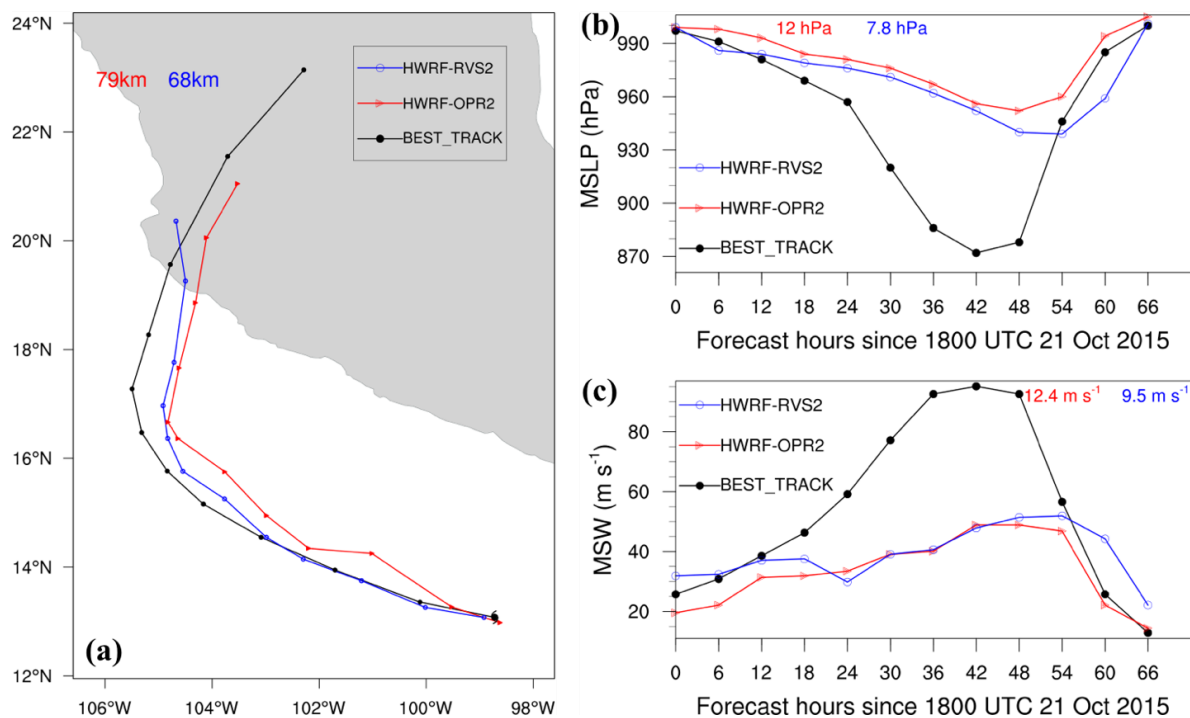 24°N
22°N
20°N
18°N
16°N
14°N
12°N
106°W 104°W 102°W 100°W 98°W
79km 68km
HWRF-RVS2
HWRF-OPR2
BEST_TRACK
(a)
(b)
12 hPa 7.8 hPa
990
960
930
900
870
MSLP (hPa)
HWRF-RVS2
HWRF-OPR2
BEST_TRACK
0 6 12 18 24 30 36 42 48 54 60 66
Forecast hours since 1800 UTC 21 Oct 2015
(c)
12.4 m s⁻¹ 9.5 m s⁻¹
80
60
40
20
MSW (m s⁻¹)
HWRF-RVS2
HWRF-OPR2
BEST_TRACK
0 6 12 18 24 30 36 42 48 54 60 66
Forecast hours since 1800 UTC 21 Oct 2015